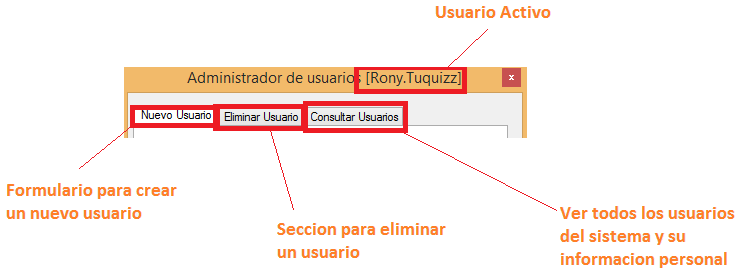 Usuario Activo
Administrador de usuarios [Rony.Tuquizz]
x
Nuevo Usuario
Eliminar Usuario
Consultar Usuarios
Formulario para crear
un nuevo usuario
Seccion para eliminar
un usuario
Ver todos los usuarios
del sistema y su
informacion personal